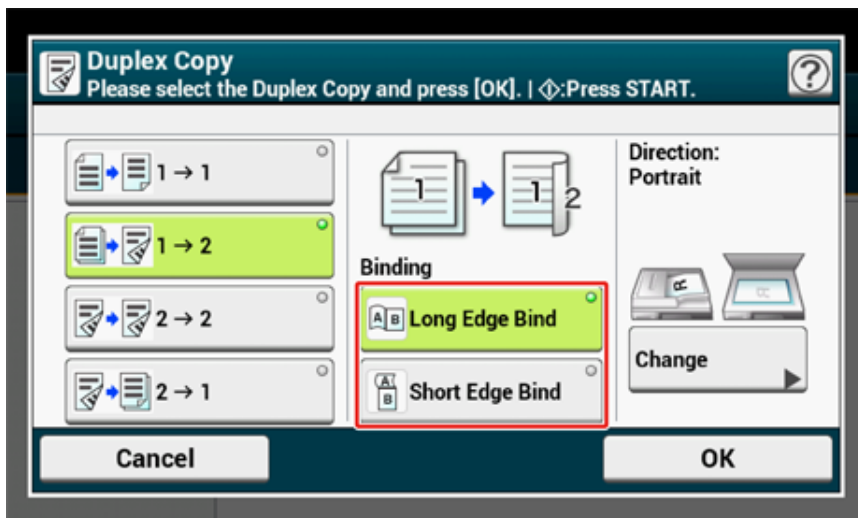 Duplex Copy
Please select the Duplex Copy and press [OK]. | :Press START.
?
1 → 1
1 → 2
2 → 2
2 → 1
1 1 2
Binding
A B Long Edge Bind
A B Short Edge Bind
Direction:
Portrait
R R
Change
Cancel
OK